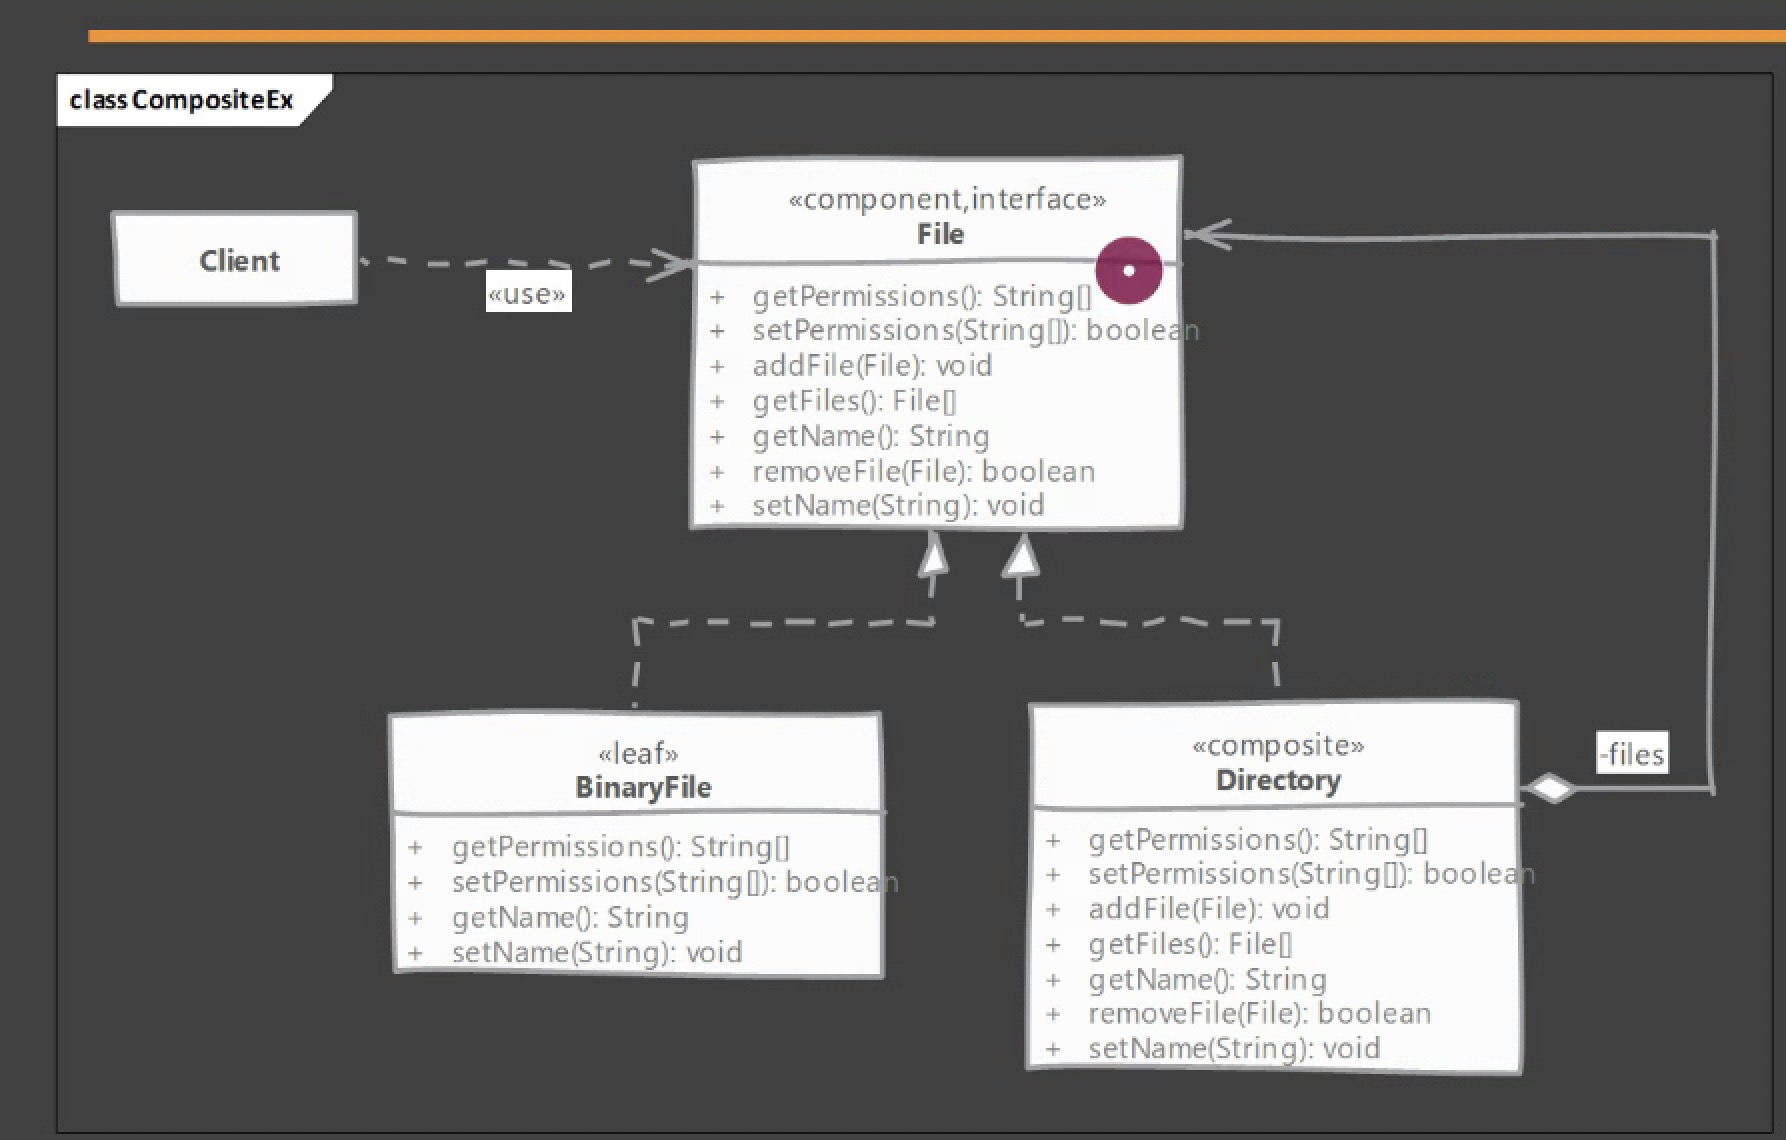 class CompositeEx
Client
«use»
«component,interface»
File
+ getPermissions(): String[]
+ setPermissions(String[]): boolean
+ addFile(File): void
+ getFiles(): File[]
+ getName(): String
+ removeFile(File): boolean
+ setName(String): void
«leaf»
BinaryFile
+ getPermissions(): String[]
+ setPermissions(String[]): boolean
+ getName(): String
+ setName(String): void
«composite»
Directory
-files
+ getPermissions(): String[]
+ setPermissions(String[]): boolean
+ addFile(File): void
+ getFiles(): File[]
+ getName(): String
+ removeFile(File): boolean
+ setName(String): void